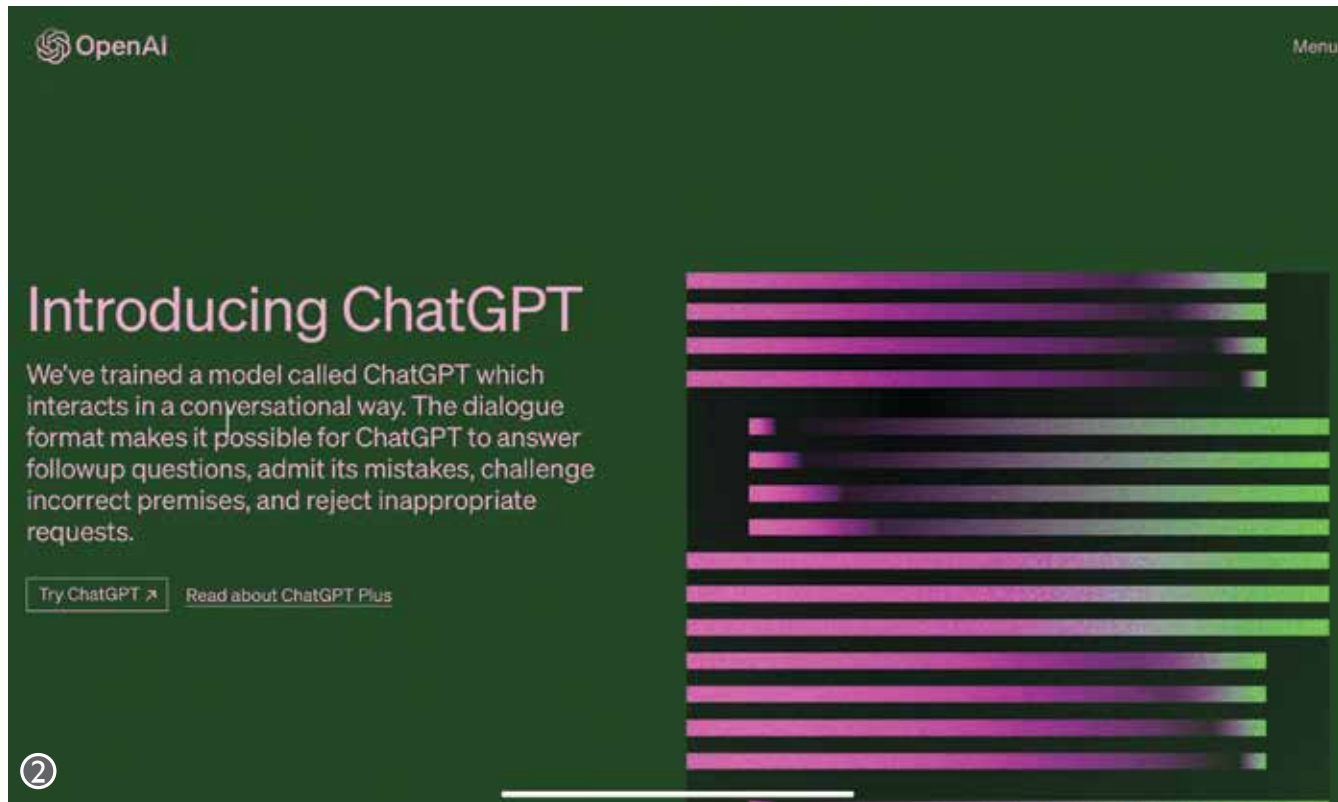 OpenAI
Menu
Introducing ChatGPT
We've trained a model called ChatGPT which
interacts in a conversational way. The dialogue
format makes it possible for ChatGPT to answer
followup questions, admit its mistakes, challenge
incorrect premises, and reject inappropriate
requests.
Try ChatGPT ↗ Read about ChatGPT Plus
2